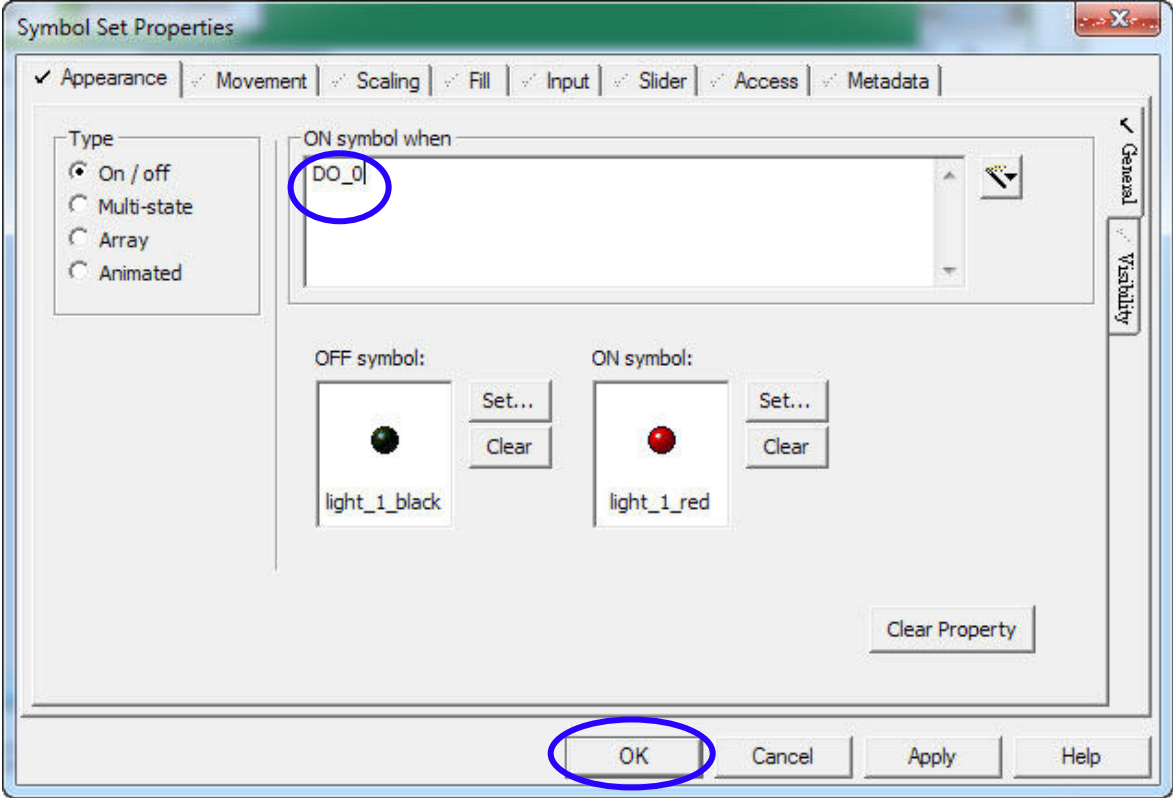 Symbol Set Properties
Appearance Movement Scaling Fill Input Slider Access Metadata
General
Visibility
Type
On / off
Multi-state
Array
Animated
ON symbol when
DO_0
OFF symbol:
Set...
Clear
light_1_black
ON symbol:
Set...
Clear
light_1_red
Clear Property
OK Cancel Apply Help